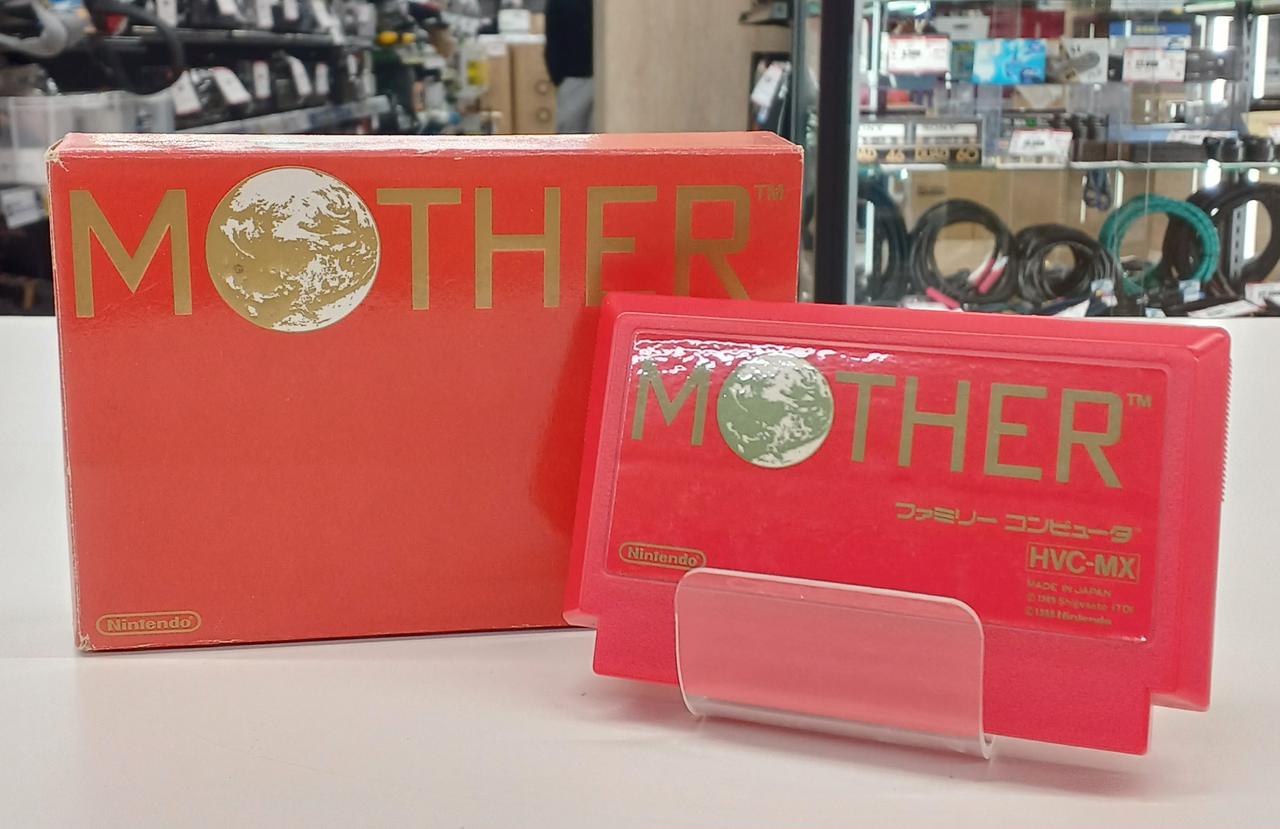 MOTHER™
Nintendo®
MOTHER™
ファミリー コンピュータ
Nintendo®
HVC-MX
MADE IN JAPAN
©1989 Shigesato ITOI
©1989 Nintendo
SONY